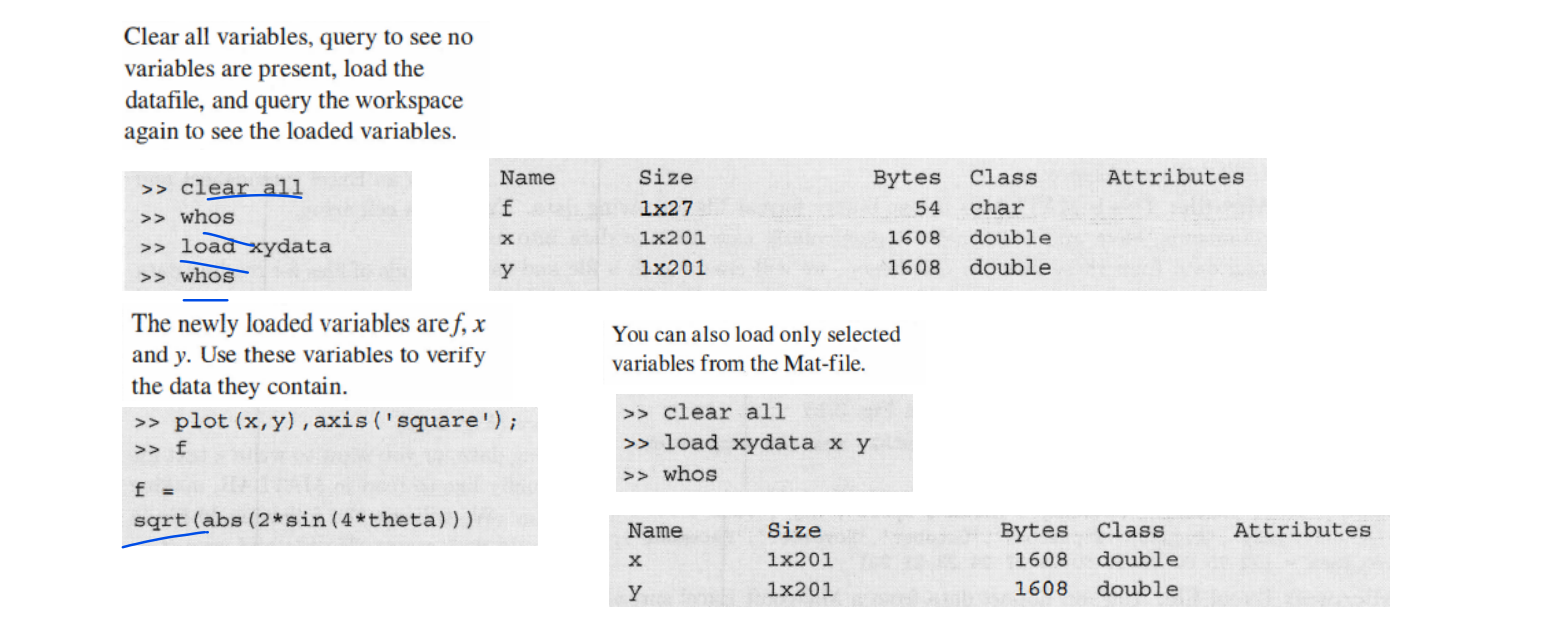 Clear all variables, query to see no
variables are present, load the
datafile, and query the workspace
again to see the loaded variables.
>> clear all
>> whos
>> load xydata
>> whos
Name Size Bytes Class Attributes
f 1x27 54 char
x 1x201 1608 double
y 1x201 1608 double
The newly loaded variables are f, x
and y. Use these variables to verify
the data they contain.
>> plot(x,y),axis('square');
>> f
f =
sqrt(abs(2*sin(4*theta)))
You can also load only selected
variables from the Mat-file.
>> clear all
>> load xydata x y
>> whos
Name Size Bytes Class Attributes
x 1x201 1608 double
y 1x201 1608 double